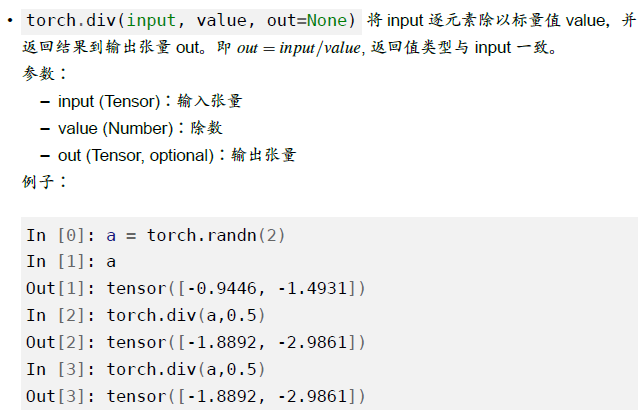 • torch.div(input, value, out=None) 将 input 逐元素除以标量值 value，并
返回结果到输出张量 out。即 out = input/value, 返回值类型与 input 一致。
参数：
– input (Tensor)：输入张量
– value (Number)：除数
– out (Tensor, optional)：输出张量
例子：
In [0]: a = torch.randn(2)
In [1]: a
Out[1]: tensor([-0.9446, -1.4931])
In [2]: torch.div(a,0.5)
Out[2]: tensor([-1.8892, -2.9861])
In [3]: torch.div(a,0.5)
Out[3]: tensor([-1.8892, -2.9861])